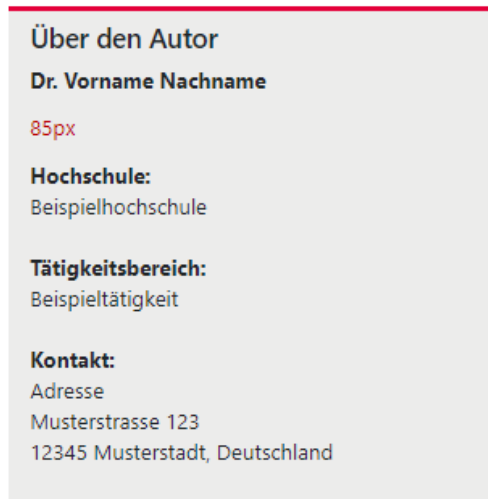 Über den Autor
Dr. Vorname Nachname
85px
Hochschule:
Beispielhochschule
Tätigkeitsbereich:
Beispieltätigkeit
Kontakt:
Adresse
Musterstrasse 123
12345 Musterstadt, Deutschland